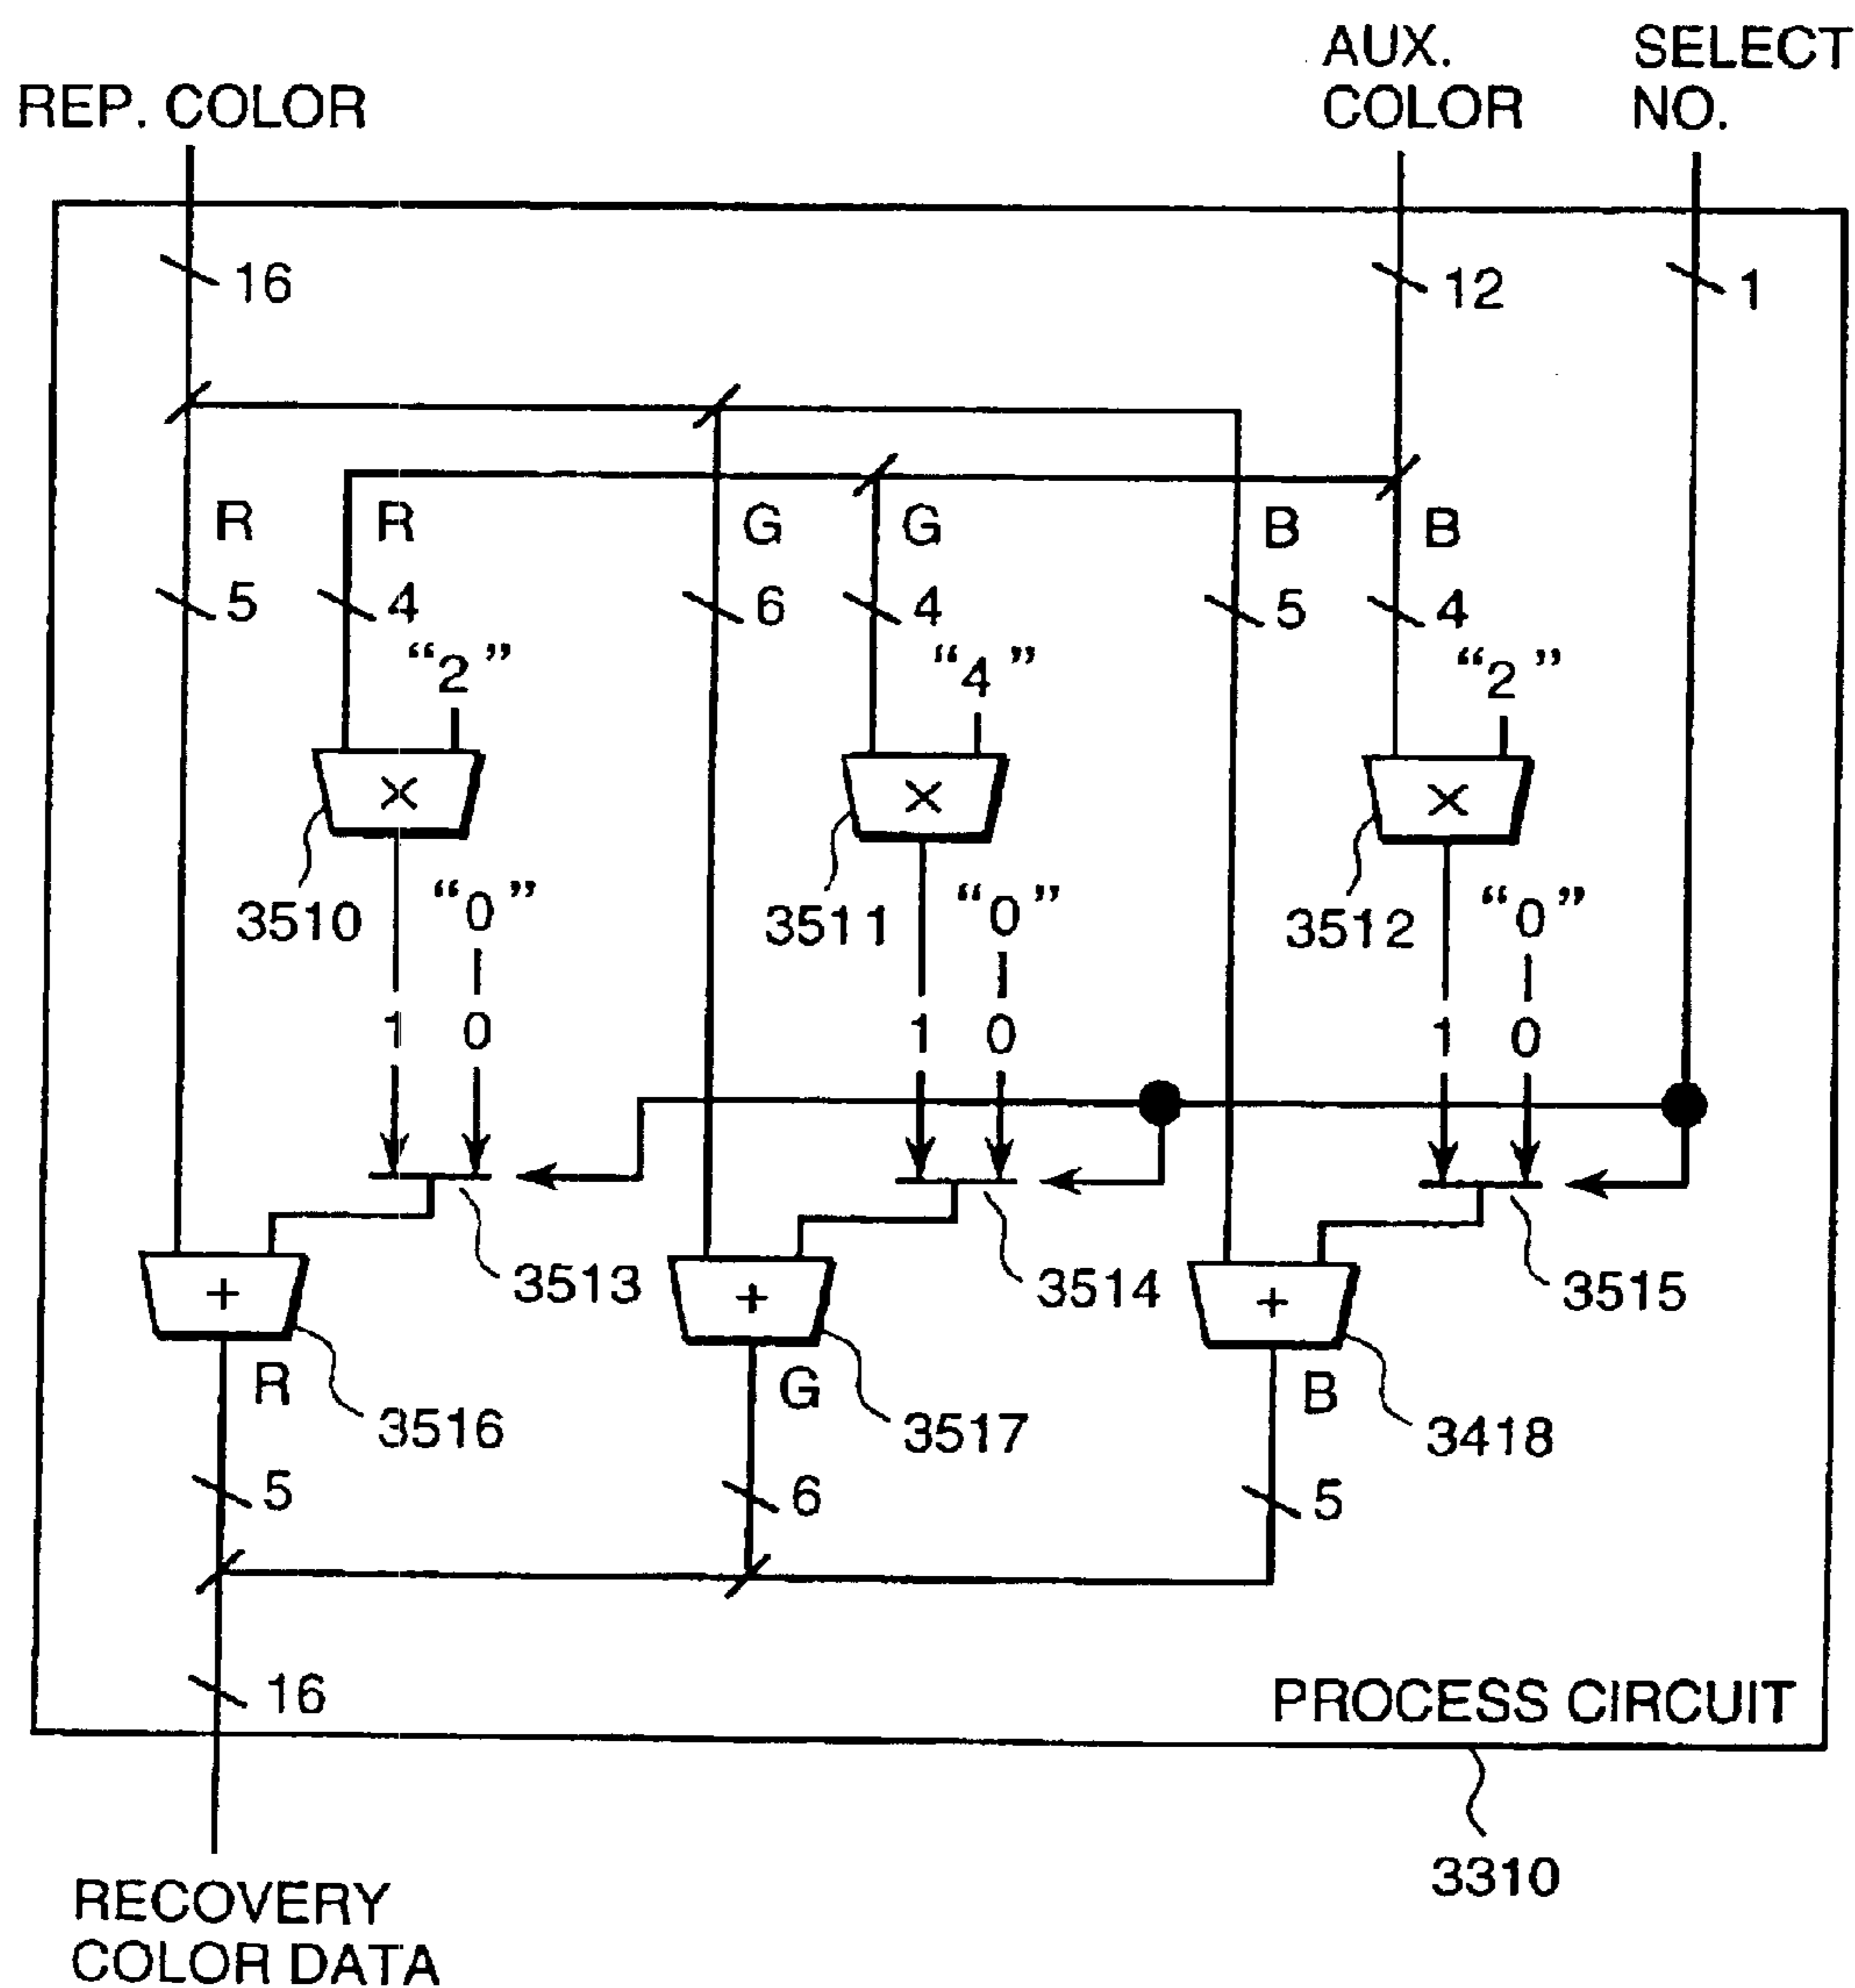 REP. COLOR
AUX.
COLOR
SELECT
NO.
16
12
1
R
R
G
G
B
B
5
4
6
4
5
4
“2”
“4”
“2”
×
×
×
3510
“0”
3511
“0”
3512
“0”
1
0
1
0
1
0
3513
3514
3515
+
+
+
R
G
B
3516
3517
3418
5
6
5
16
PROCESS CIRCUIT
3310
RECOVERY
COLOR DATA